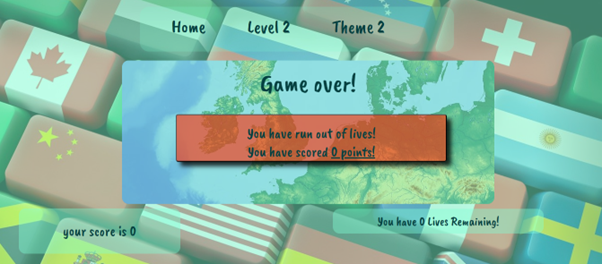 Home
Level 2
Theme 2
Game over!
You have run out of lives!
You have scored 0 points!
your score is 0
You have 0 Lives Remaining!